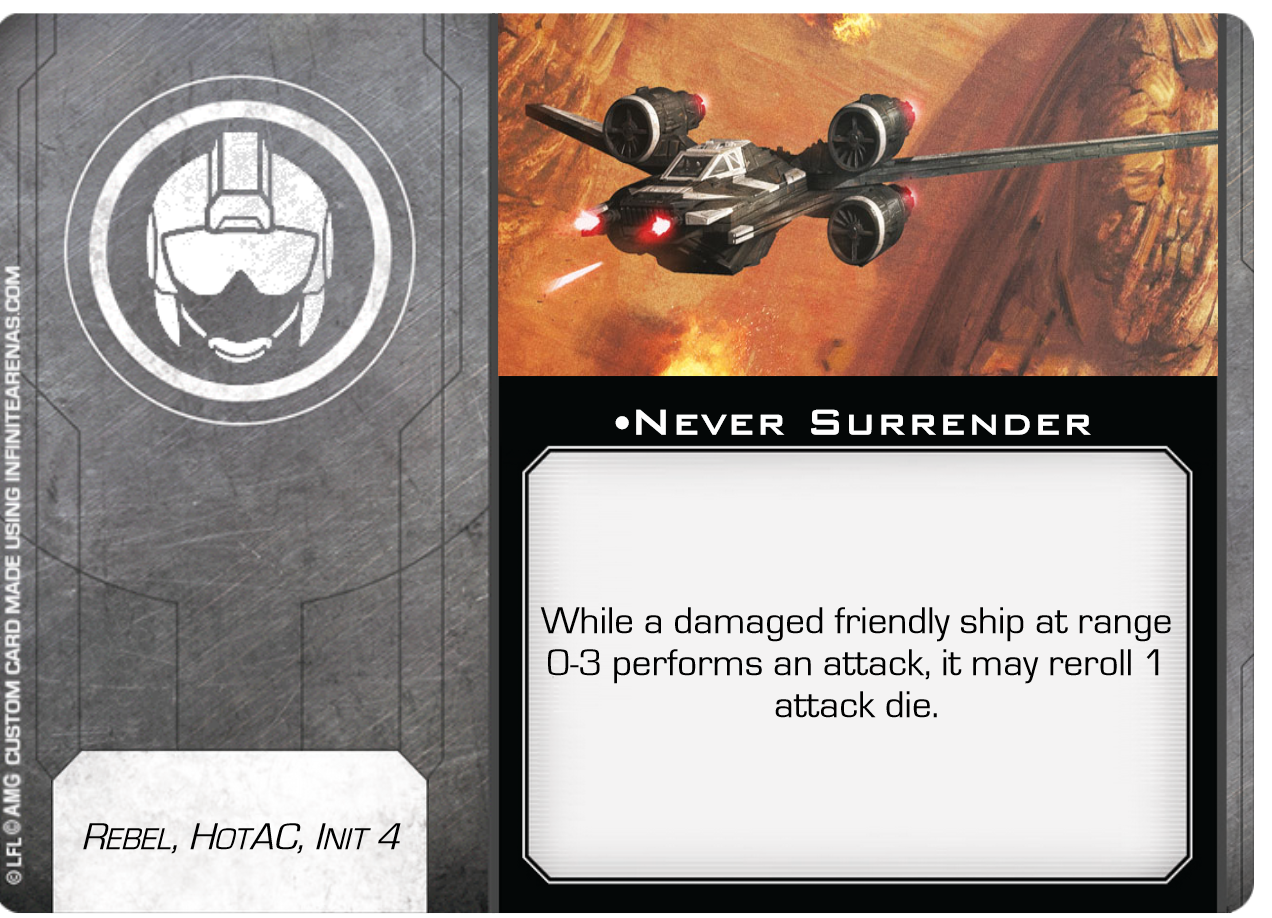 ©LFL ©AMG CUSTOM CARD MADE USING INFINITEARENAS.COM
•Never Surrender
While a damaged friendly ship at range
0-3 performs an attack, it may reroll 1
attack die.
Rebel, HotAC, Init 4